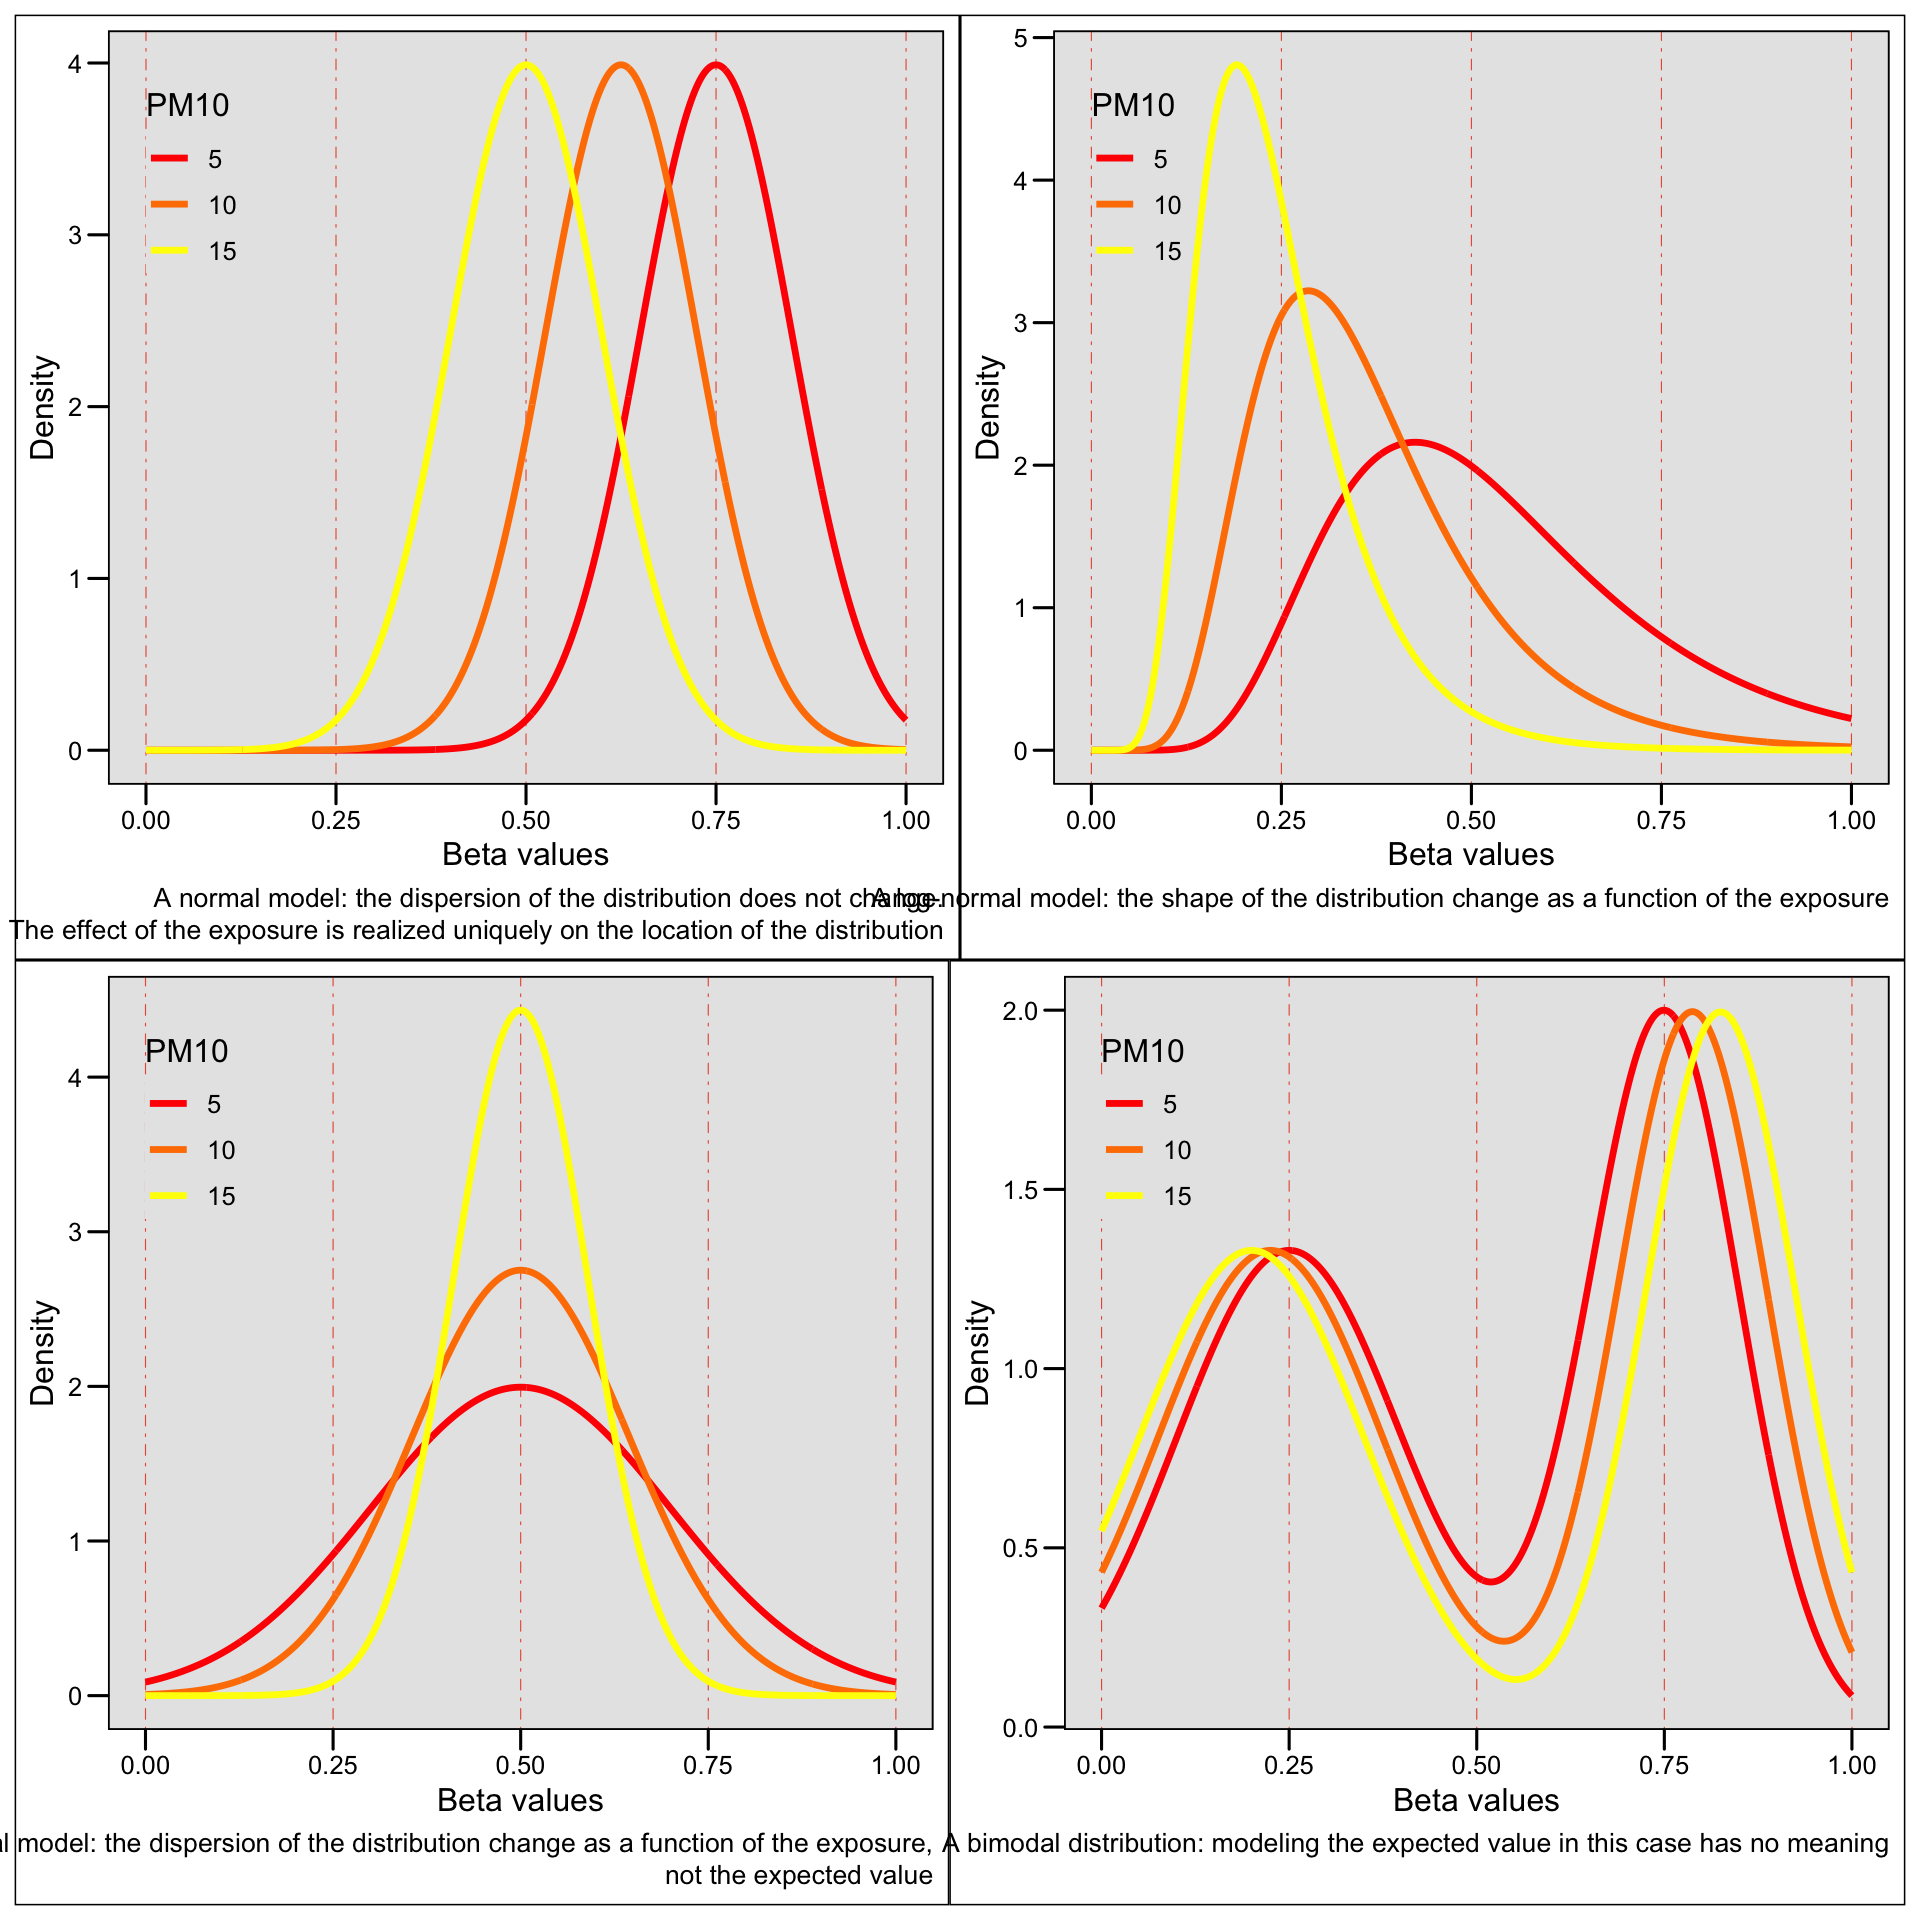 4
3
2
1
0
Density
PM10
5
10
15
0.00 0.25 0.50 0.75 1.00
Beta values
A normal model: the dispersion of the distribution does not change.
The effect of the exposure is realized uniquely on the location of the distribution
5
4
3
2
1
0
Density
PM10
5
10
15
0.00 0.25 0.50 0.75 1.00
Beta values
A log-normal model: the shape of the distribution change as a function of the exposure
4
3
2
1
0
Density
PM10
5
10
15
0.00 0.25 0.50 0.75 1.00
Beta values
model: the dispersion of the distribution change as a function of the exposure,
not the expected value
2.0
1.5
1.0
0.5
0.0
Density
PM10
5
10
15
0.00 0.25 0.50 0.75 1.00
Beta values
A bimodal distribution: modeling the expected value in this case has no meaning